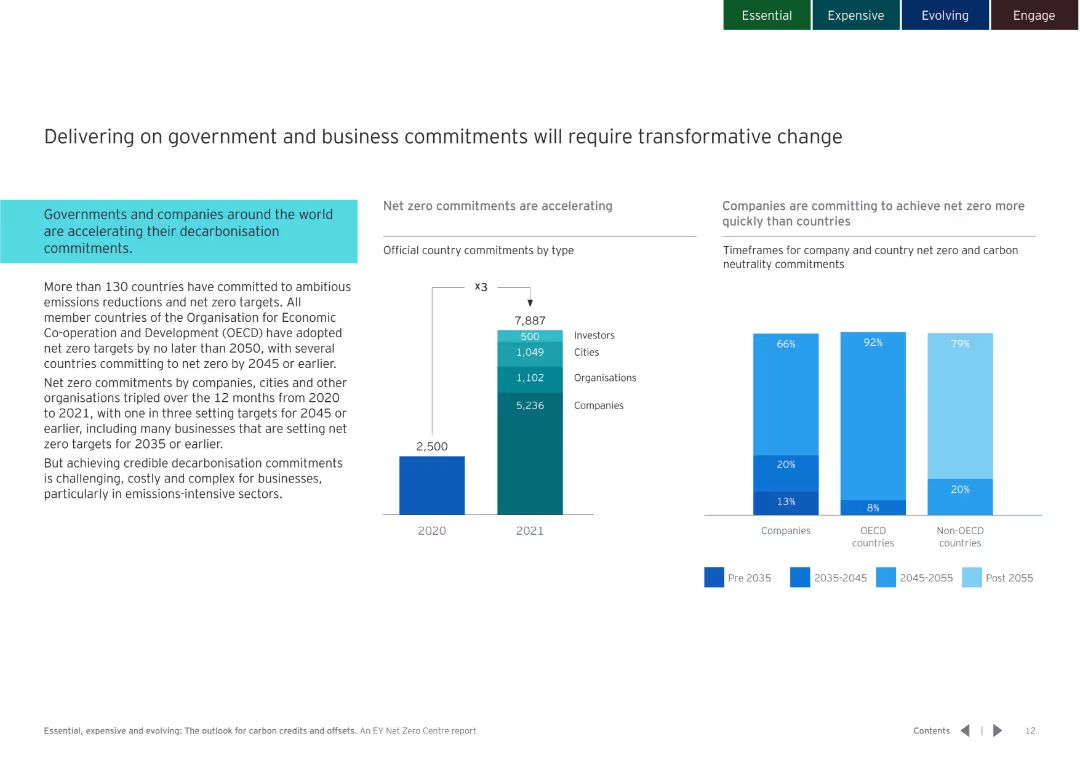 Essential
Expensive
Evolving
Engage
Delivering on government and business commitments will require transformative change
Governments and companies around the world
are accelerating their decarbonisation
commitments.
More than 130 countries have committed to ambitious
emissions reductions and net zero targets. All
member countries of the Organisation for Economic
Co-operation and Development (OECD) have adopted
net zero targets by no later than 2050, with several
countries committing to net zero by 2045 or earlier.
Net zero commitments by companies, cities and other
organisations tripled over the 12 months from 2020
to 2021, with one in three setting targets for 2045 or
earlier, including many businesses that are setting net
zero targets for 2035 or earlier.
But achieving credible decarbonisation commitments
is challenging, costly and complex for businesses,
particularly in emissions-intensive sectors.
Net zero commitments are accelerating
Official country commitments by type
x3
7,887
500 Investors
1,049 Cities
1,102 Organisations
5,236 Companies
2,500
2020
2021
Companies are committing to achieve net zero more
quickly than countries
Timeframes for company and country net zero and carbon
neutrality commitments
66%
92%
79%
20%
20%
13%
8%
Companies
OECD
countries
Non-OECD
countries
Pre 2035
2035-2045
2045-2055
Post 2055
Essential, expensive and evolving: The outlook for carbon credits and offsets. An EY Net Zero Centre report
Contents
|
12